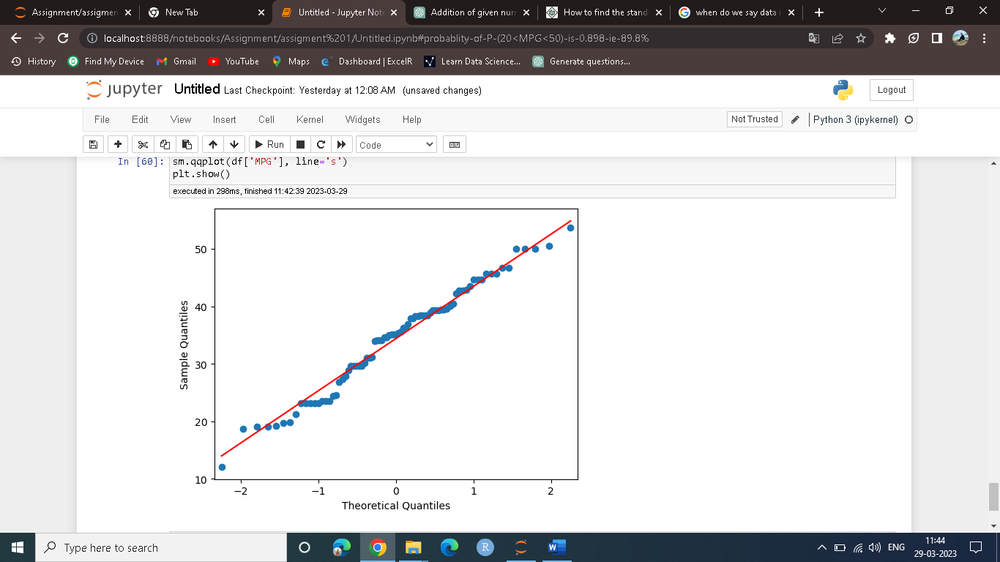 Assignment/assigmen
New Tab
Untitled - Jupyter Not
Addition of given num
How to find the stand
when do we say data i
localhost:8888/notebooks/Assignment/assigment%201/Untitled.ipynb#probablity-of-P-(20<MPG<50)-is-0.898-ie-89.8%
History
Find My Device
Gmail
YouTube
Maps
Dashboard | ExcelR
Learn Data Science...
Generate questions...
jupyter Untitled Last Checkpoint: Yesterday at 12:08 AM (unsaved changes)
Logout
File Edit View Insert Cell Kernel Widgets Help
Not Trusted
Python 3 (ipykernel)
Run
Code
In [60]: sm.qqplot(df['MPG'], line='s')
plt.show()
executed in 298ms, finished 11:42:39 2023-03-29
50
40
30
20
10
Sample Quantiles
−2 −1 0 1 2
Theoretical Quantiles
Type here to search
R
W
ENG
11:44
29-03-2023